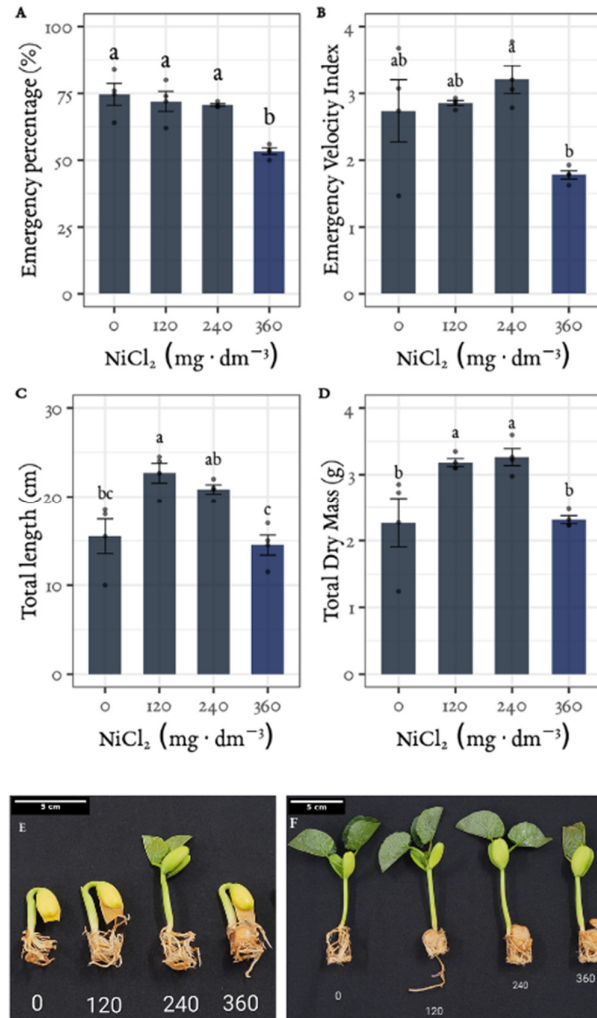 A
Emergency percentage (%)
100
75
50
25
0
a
a
a
b
0 120 240 360
NiCl₂ (mg · dm⁻³)
B
Emergency Velocity Index
4
3
2
1
0
ab
ab
a
b
0 120 240 360
NiCl₂ (mg · dm⁻³)
C
Total length (cm)
30
20
10
0
bc
a
ab
c
0 120 240 360
NiCl₂ (mg · dm⁻³)
D
Total Dry Mass (g)
4
3
2
1
0
b
a
a
b
0 120 240 360
NiCl₂ (mg · dm⁻³)
5 cm
E
0 120 240 360
5 cm
F
0 120 240 360